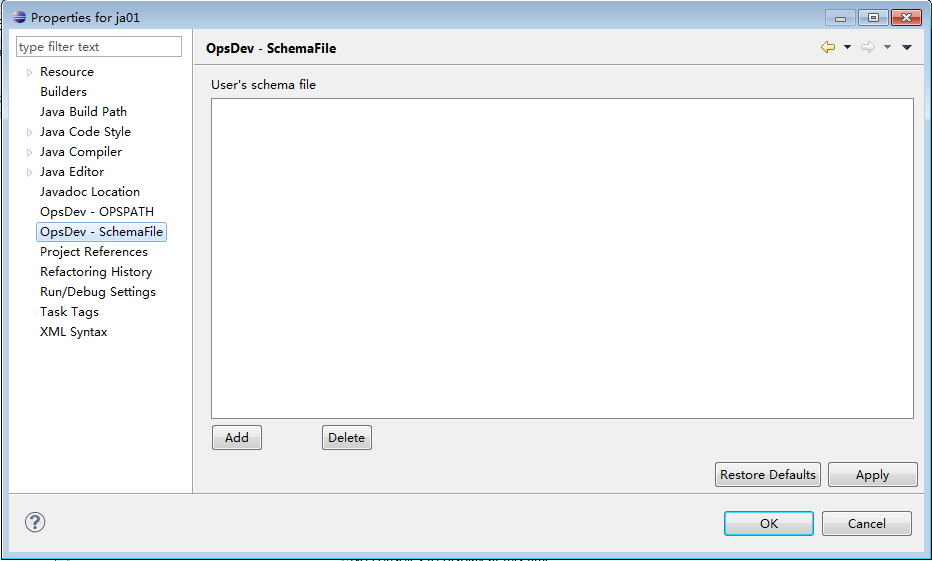 Properties for ja01
type filter text
OpsDev - SchemaFile
Resource
Builders
Java Build Path
Java Code Style
Java Compiler
Java Editor
Javadoc Location
OpsDev - OPSPATH
OpsDev - SchemaFile
Project References
Refactoring History
Run/Debug Settings
Task Tags
XML Syntax
User's schema file
Add
Delete
Restore Defaults
Apply
?
OK
Cancel